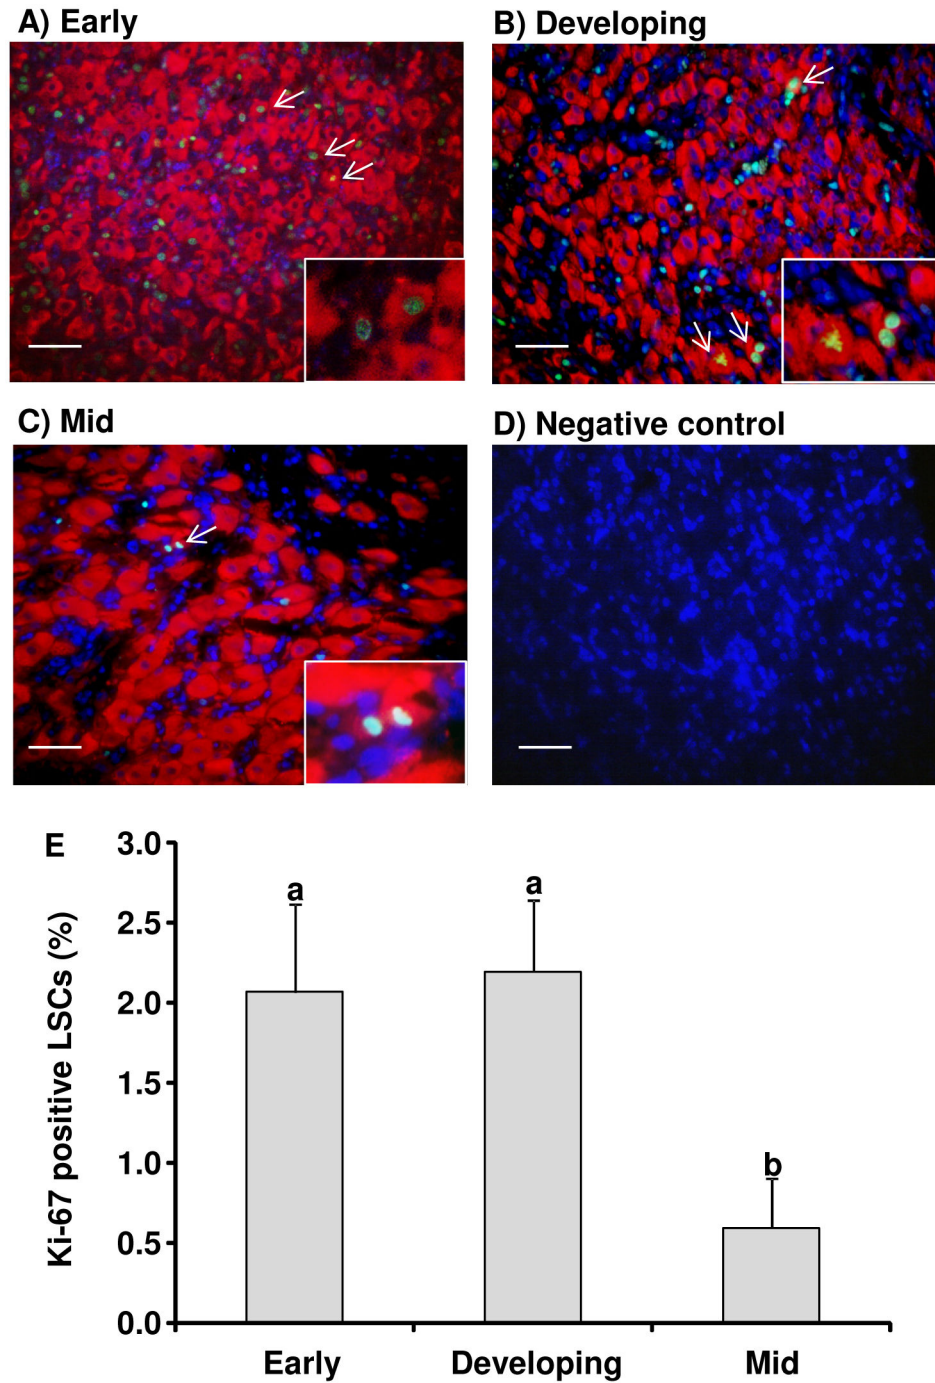 A) Early
B) Developing
C) Mid
D) Negative control
E
Ki-67 positive LSCs (%)
3.0
2.5
2.0
1.5
1.0
0.5
0.0
a
a
b
Early
Developing
Mid